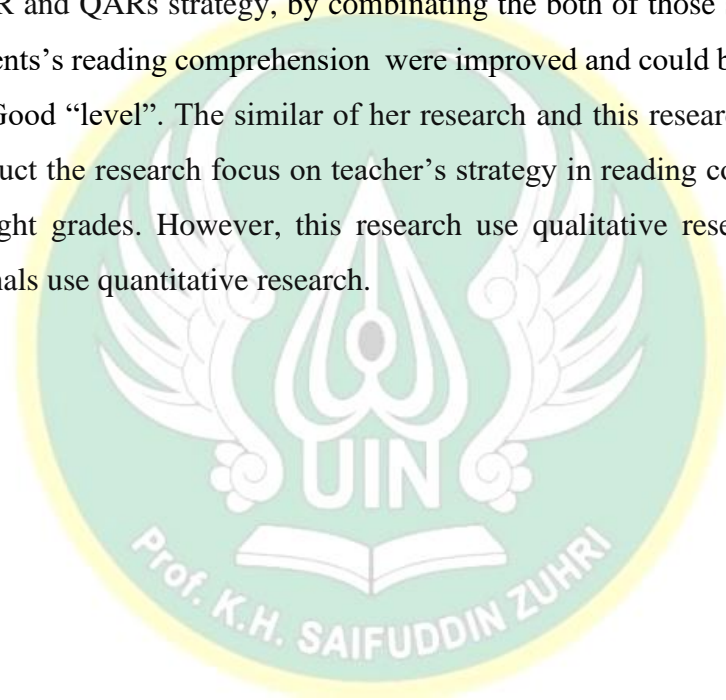 R and QARs strategy, by combinating the both of those
ents's reading comprehension were improved and could b
Good “level”. The similar of her research and this resear
uct the research focus on teacher’s strategy in reading co
ght grades. However, this research use qualitative rese
nals use quantitative research.
UIN
Prof. K.H. SAIFUDDIN ZUHRI